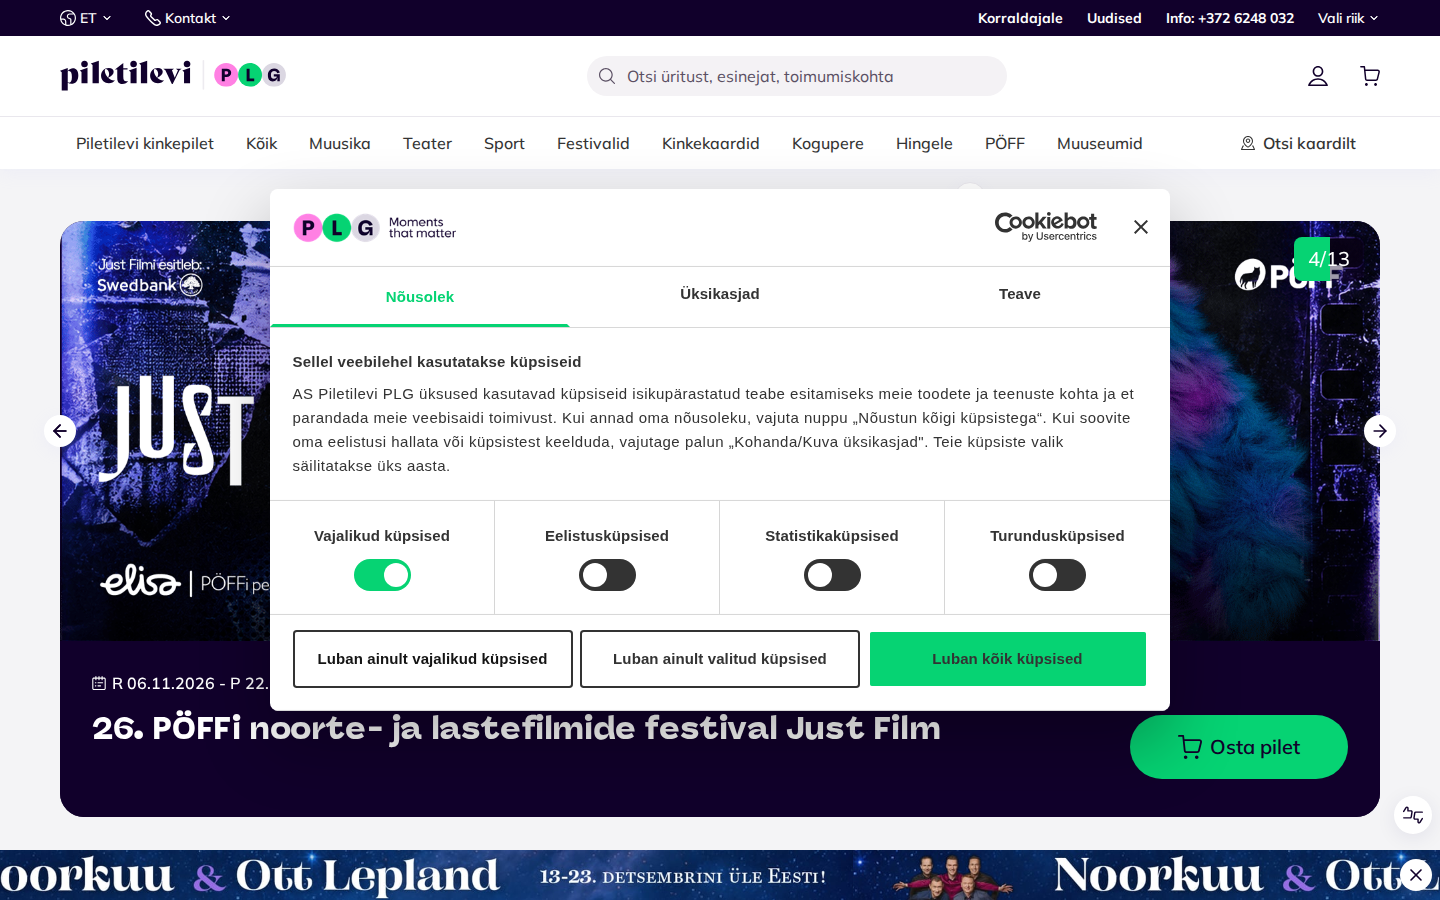 ET
Kontakt
Korraldajale
Uudised
Info: +372 6248 032
Vali riik
piletilevi
P L G
Otsi üritust, esinejat, toimumiskohta
Piletilevi kinkepilet
Kõik
Muusika
Teater
Sport
Festivalid
Kinkekaardid
Kogupere
Hingele
PÖFF
Muuseumid
Otsi kaardilt
Just Filmi esitleb:
Swedbank
JUST
elisa
PÖFFi pe
4/13
P L G
Moments
that matter
Cookiebot
by Usercentrics
Nõusolek
Üksikasjad
Teave
Sellel veebilehel kasutatakse küpsiseid
AS Piletilevi PLG üksused kasutavad küpsiseid isikupärastatud teabe esitamiseks meie toodete ja teenuste kohta ja et
parandada meie veebisaidi toimivust. Kui annad oma nõusoleku, vajuta nuppu „Nõustun kõigi küpsistega“. Kui soovite
oma eelistusi hallata või küpsistest keelduda, vajutage palun „Kohanda/Kuva üksikasjad". Teie küpsiste valik
säilitatakse üks aasta.
Vajalikud küpsised
Eelistusküpsised
Statistikaküpsised
Turundusküpsised
Luban ainult vajalikud küpsised
Luban ainult valitud küpsised
Luban kõik küpsised
R 06.11.2026 - P 22.
26. PÖFFi noorte- ja lastefilmide festival Just Film
Osta pilet
oorkuu & Ott Lepland
13-23. detsembrini üle Eesti!
Noorkuu & Ott L